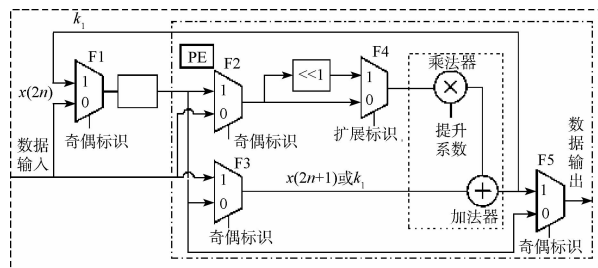 k₁
F1
x(2n)
1
0
奇偶标识
数据
输入
PE
F2
1
0
奇偶标识
<<1
F4
1
0
扩展标识
乘法器
×
提升
系数
F3
1
0
奇偶标识
x(2n+1)或k₁
+
加法器
F5
1
0
奇偶标识
数据输出